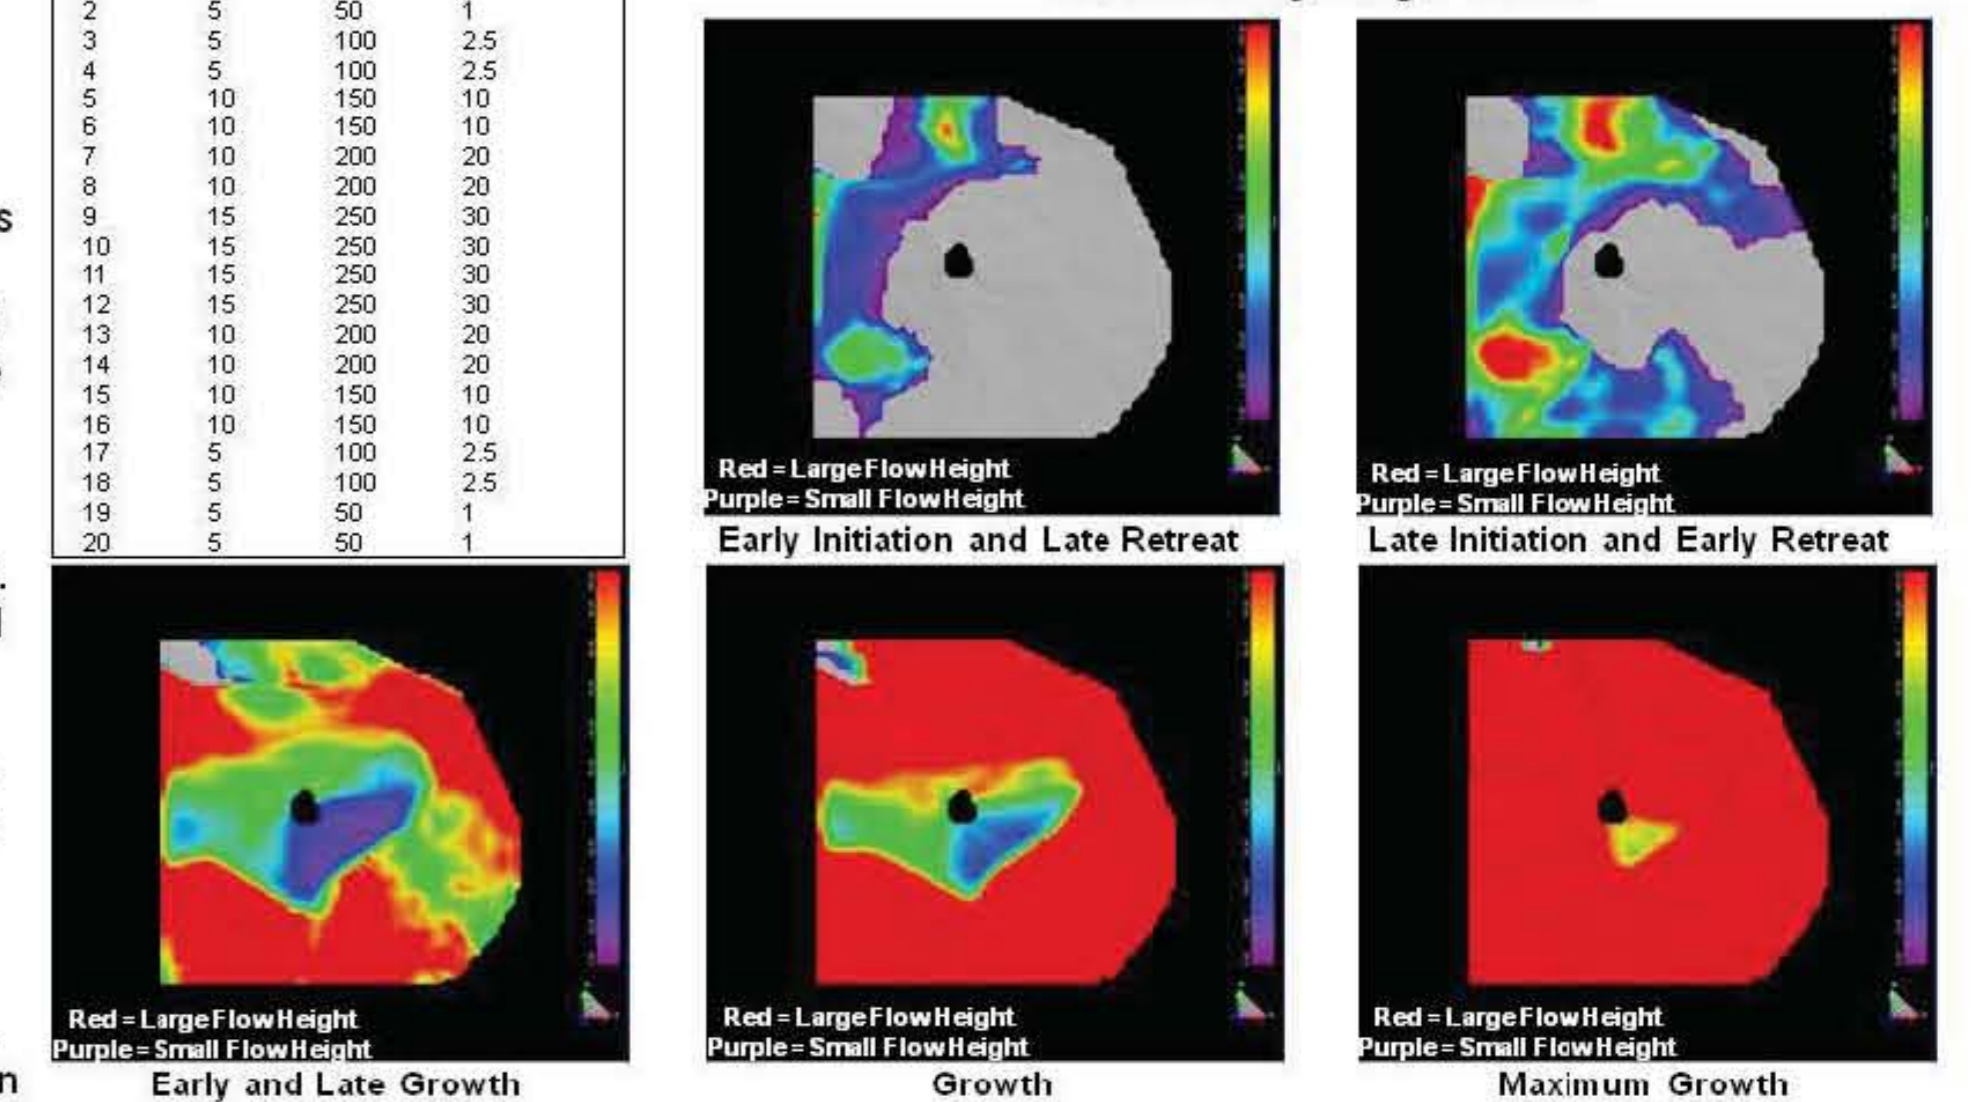 2 5 50 1
3 5 100 2.5
4 5 100 2.5
5 10 150 10
6 10 150 10
7 10 200 20
8 10 200 20
9 15 250 30
10 15 250 30
11 15 250 30
12 15 250 30
13 10 200 20
14 10 200 20
15 10 150 10
16 10 150 10
17 5 100 2.5
18 5 100 2.5
19 5 50 1
20 5 50 1
Red = Large Flow Height
Purple = Small Flow Height
Early Initiation and Late Retreat
Red = Large Flow Height
Purple = Small Flow Height
Late Initiation and Early Retreat
Red = Large Flow Height
Purple = Small Flow Height
Early and Late Growth
Red = Large Flow Height
Purple = Small Flow Height
Growth
Red = Large Flow Height
Purple = Small Flow Height
Maximum Growth